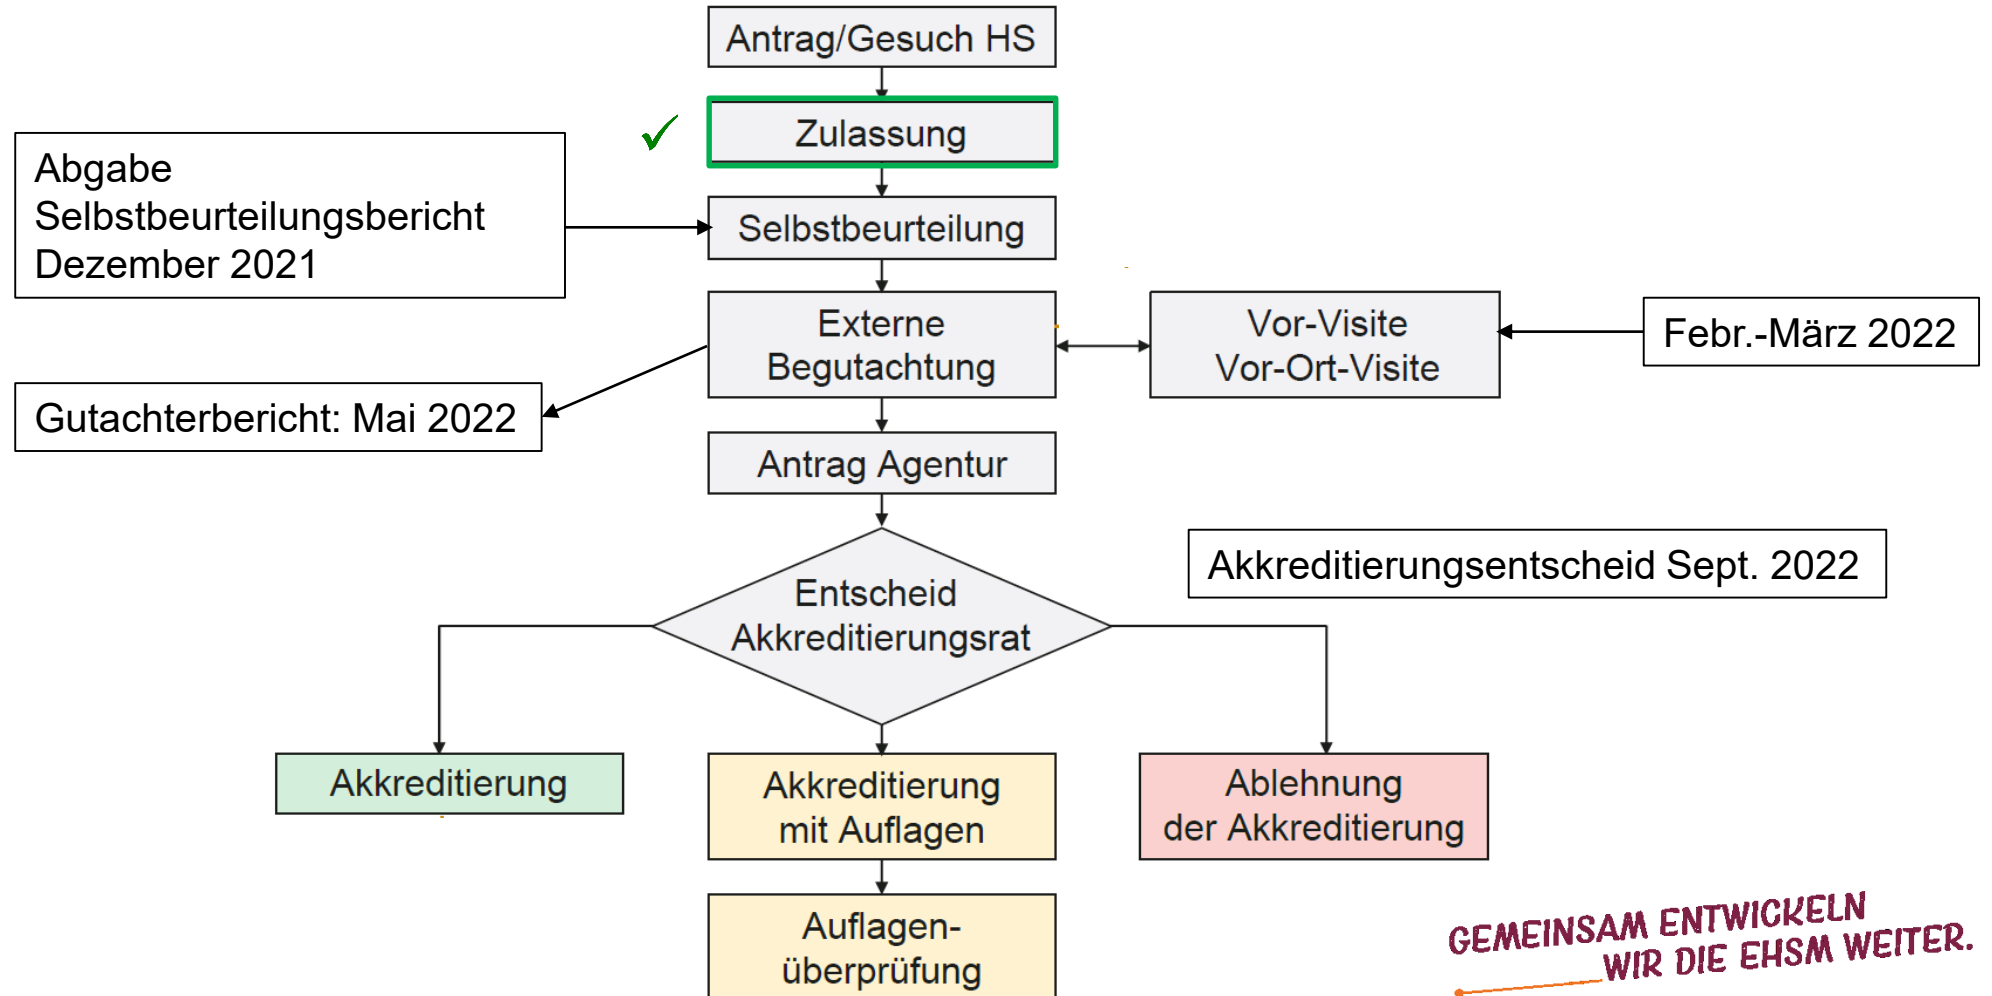 Antrag/Gesuch HS
Zulassung
Abgabe
Selbstbeurteilungsbericht
Dezember 2021
Selbstbeurteilung
Externe
Begutachtung
Vor-Visite
Vor-Ort-Visite
Febr.-März 2022
Gutachterbericht: Mai 2022
Antrag Agentur
Akkreditierungsentscheid Sept. 2022
Entscheid
Akkreditierungsrat
Akkreditierung
Akkreditierung
mit Auflagen
Ablehnung
der Akkreditierung
Auflagen-
überprüfung
GEMEINSAM ENTWICKELN
WIR DIE EHSM WEITER.